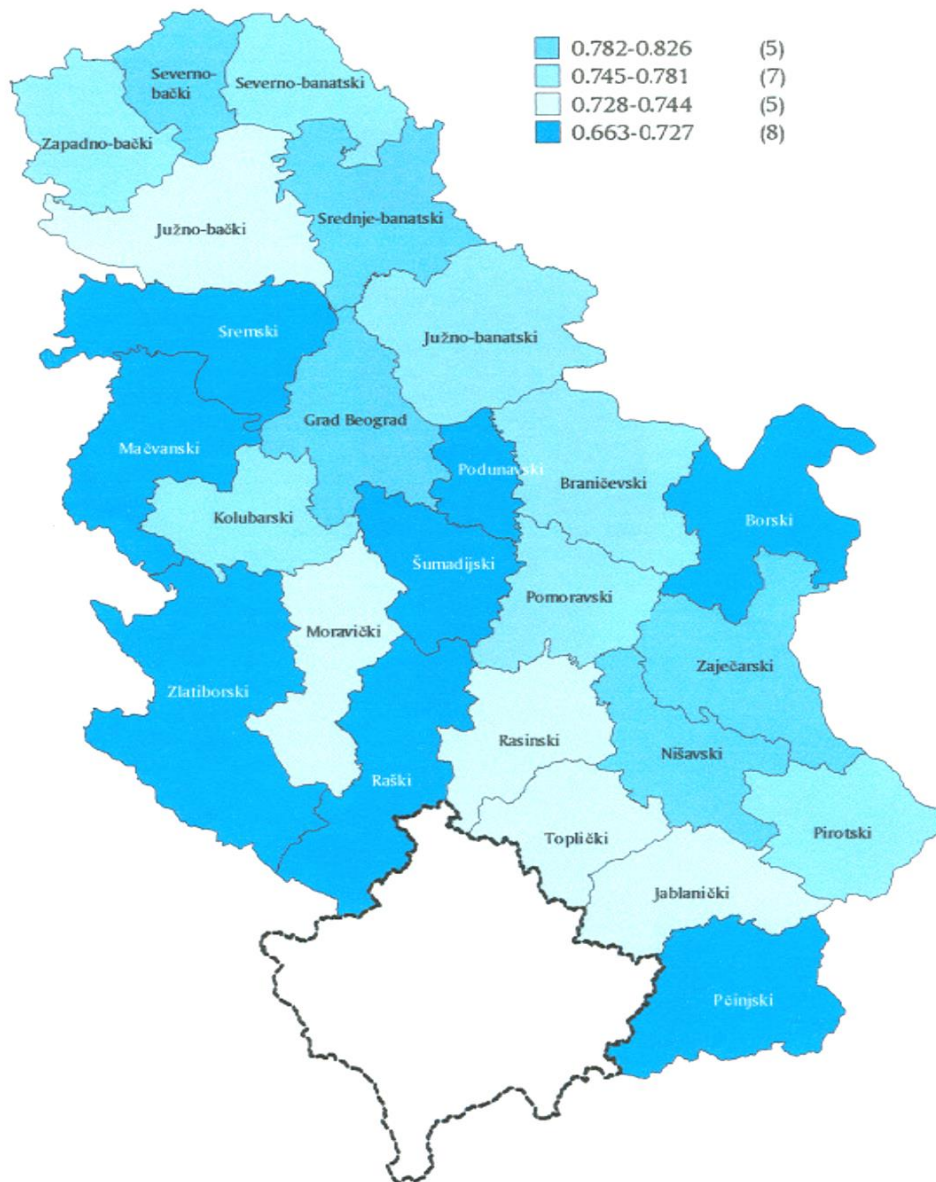 0.782-0.826 (5)
0.745-0.781 (7)
0.728-0.744 (5)
0.663-0.727 (8)
Severno-
bački
Severno-banatski
Zapadno-bački
Južno-bački
Srednje-banatski
Sremski
Južno-banatski
Grad Beograd
Mačvanski
Podunavski
Braničevski
Kolubarski
Borski
Šumadijski
Pomoravski
Moravički
Zaječarski
Zlatiborski
Rasinski
Nišavski
Raški
Toplički
Pirotski
Jablanički
Pčinjski